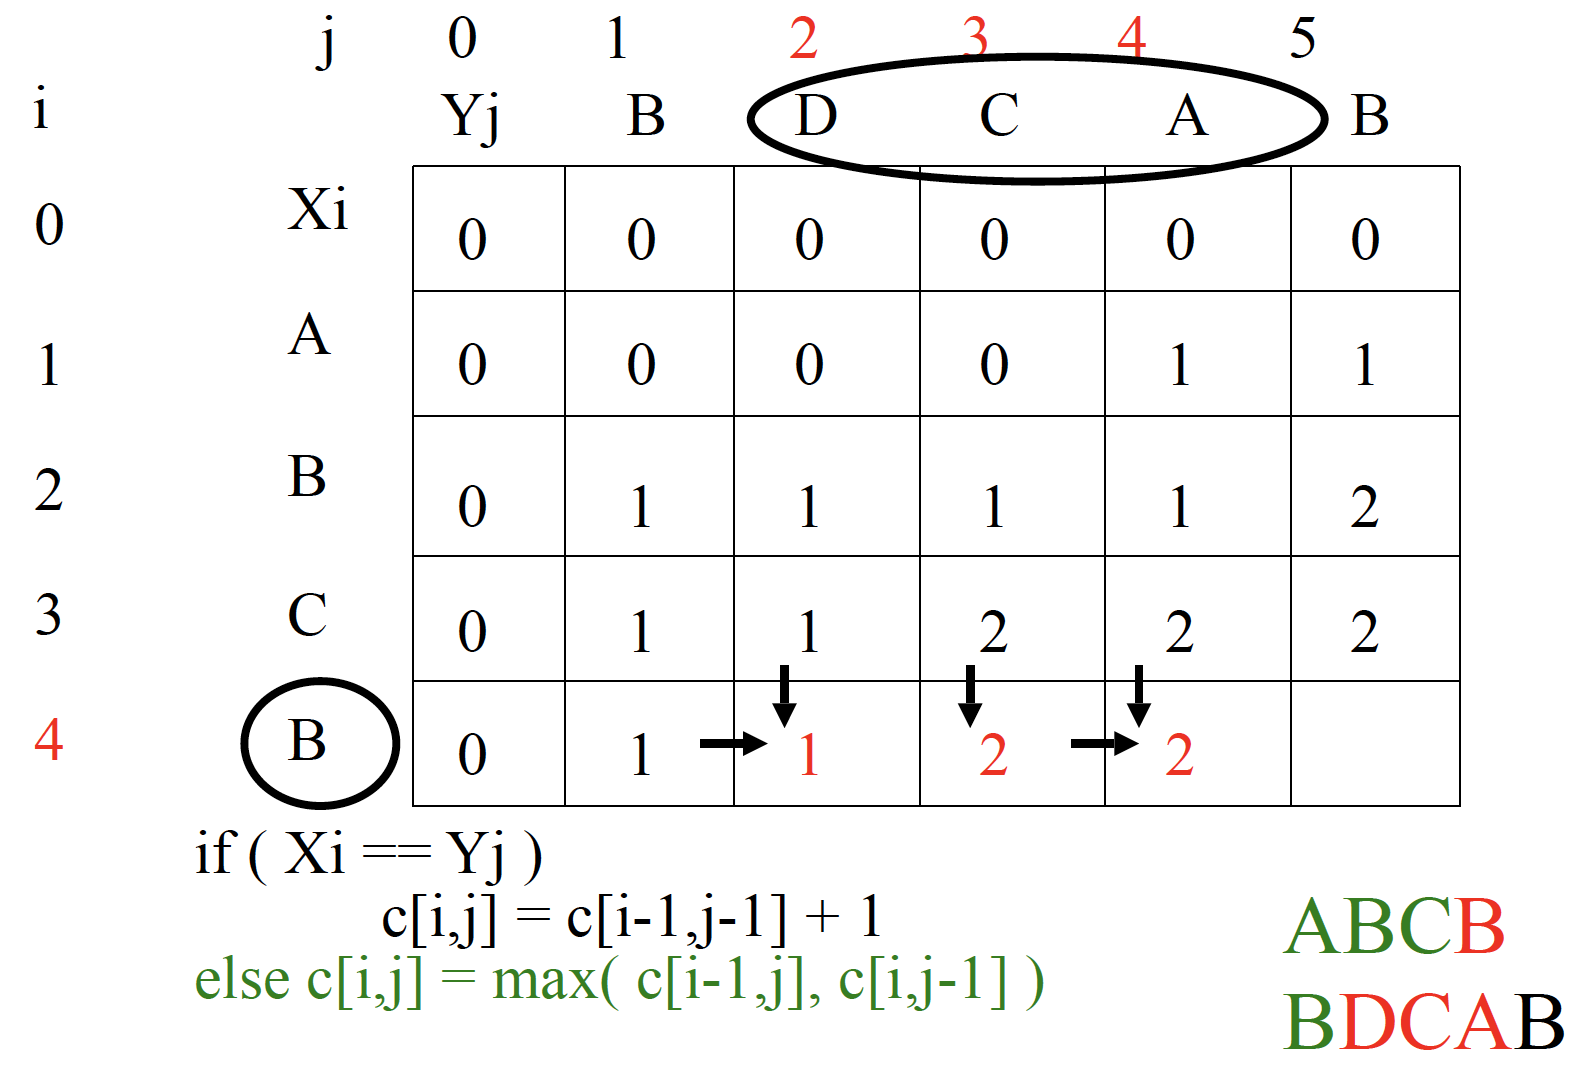 j 0 1 2 3 4 5
i Yj B D C A B
0 Xi 0 0 0 0 0 0
1 A 0 0 0 0 1 1
2 B 0 1 1 1 1 2
3 C 0 1 1 2 2 2
4 B 0 1 1 2 2
if ( Xi == Yj )
c[i,j] = c[i-1,j-1] + 1
else c[i,j] = max( c[i-1,j], c[i,j-1] )
ABCB
BDCAB